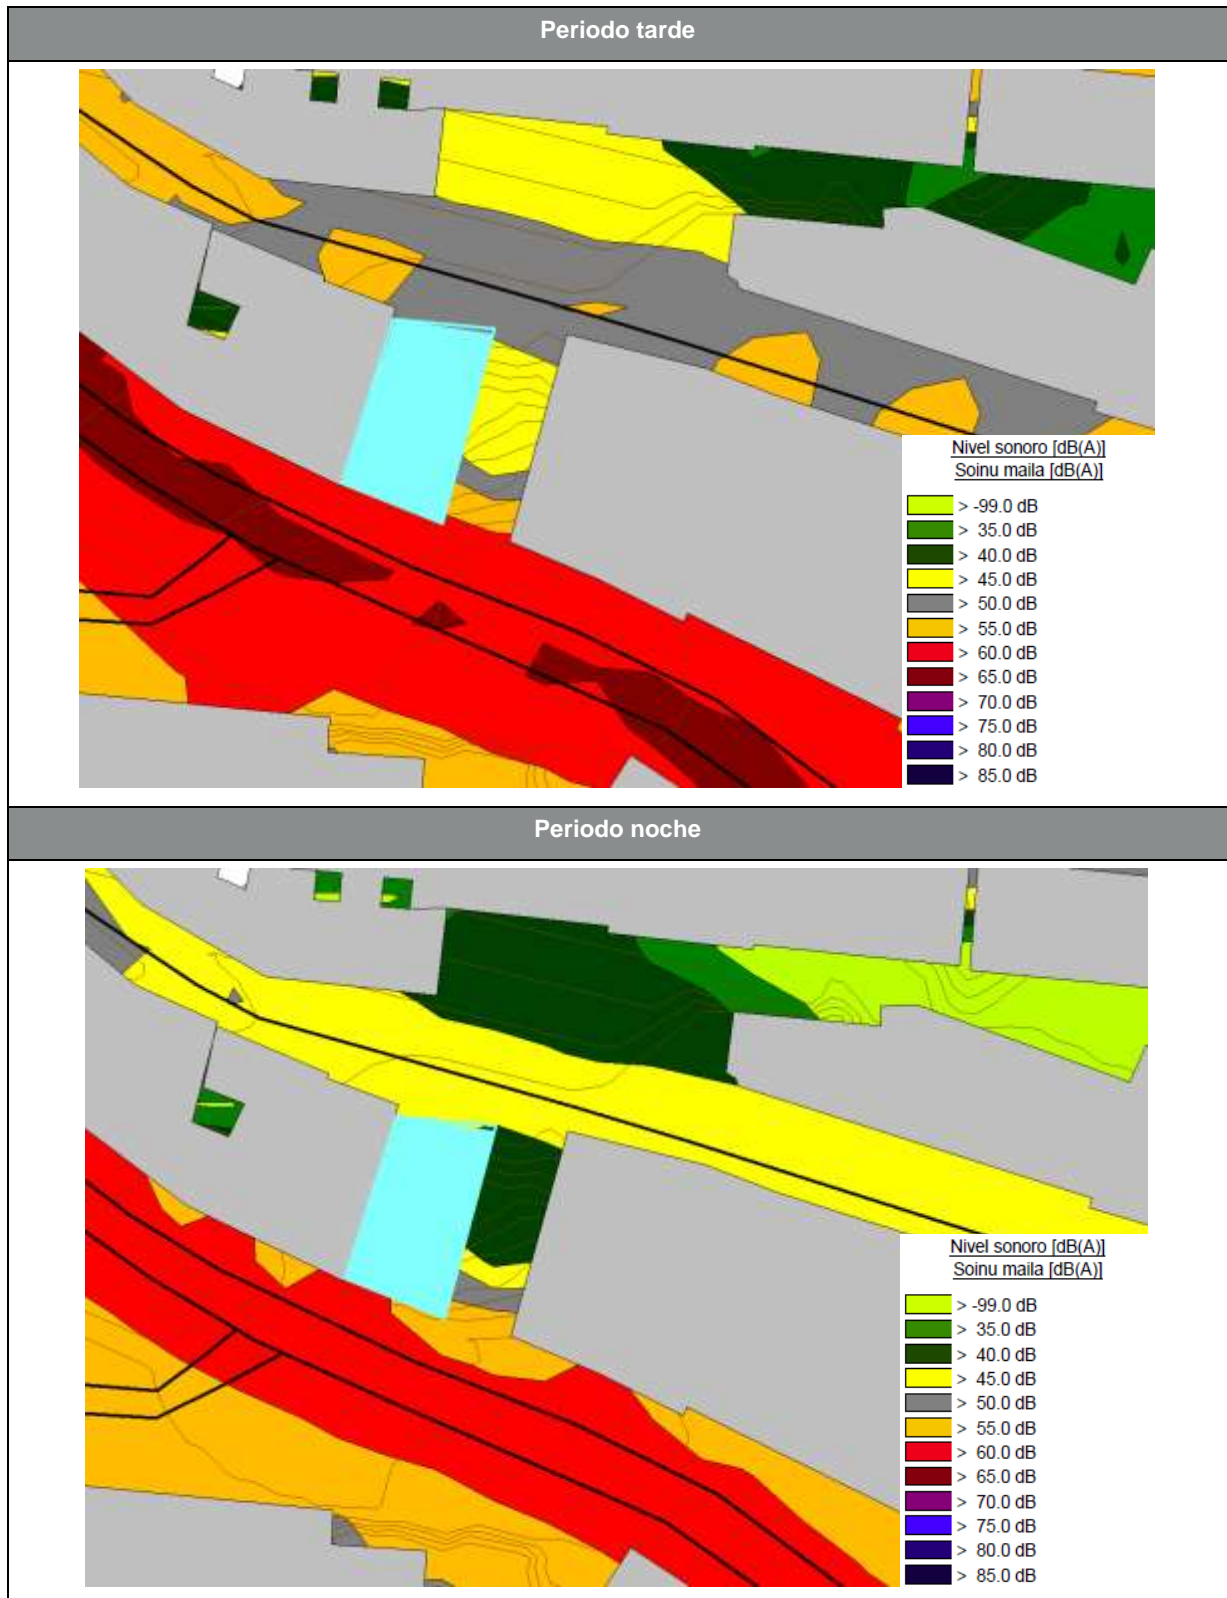 Periodo tarde
Nivel sonoro [dB(A)]
Soinu maila [dB(A)]
> -99.0 dB
> 35.0 dB
> 40.0 dB
> 45.0 dB
> 50.0 dB
> 55.0 dB
> 60.0 dB
> 65.0 dB
> 70.0 dB
> 75.0 dB
> 80.0 dB
> 85.0 dB
Periodo noche
Nivel sonoro [dB(A)]
Soinu maila [dB(A)]
> -99.0 dB
> 35.0 dB
> 40.0 dB
> 45.0 dB
> 50.0 dB
> 55.0 dB
> 60.0 dB
> 65.0 dB
> 70.0 dB
> 75.0 dB
> 80.0 dB
> 85.0 dB